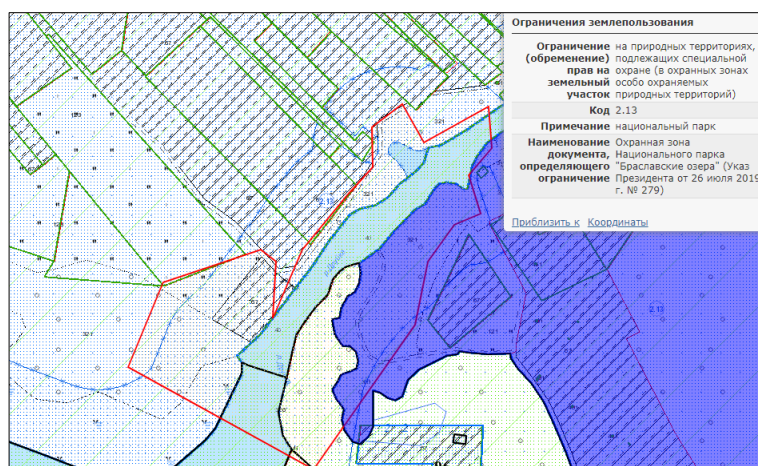 Ограничения землепользования
Ограничение на природных территориях,
(обременение) подлежащих специальной
прав на охране (в охранных зонах
земельный особо охраняемых
участок природных территорий)
Код 2.13
Примечание национальный парк
Наименование Охранная зона
документа, Национального парка
определяющего "Браславские озера" (Указ
ограничение Президента от 26 июля 2019
г. № 279)
Приблизить к Координаты
321
2.13
321
2.13